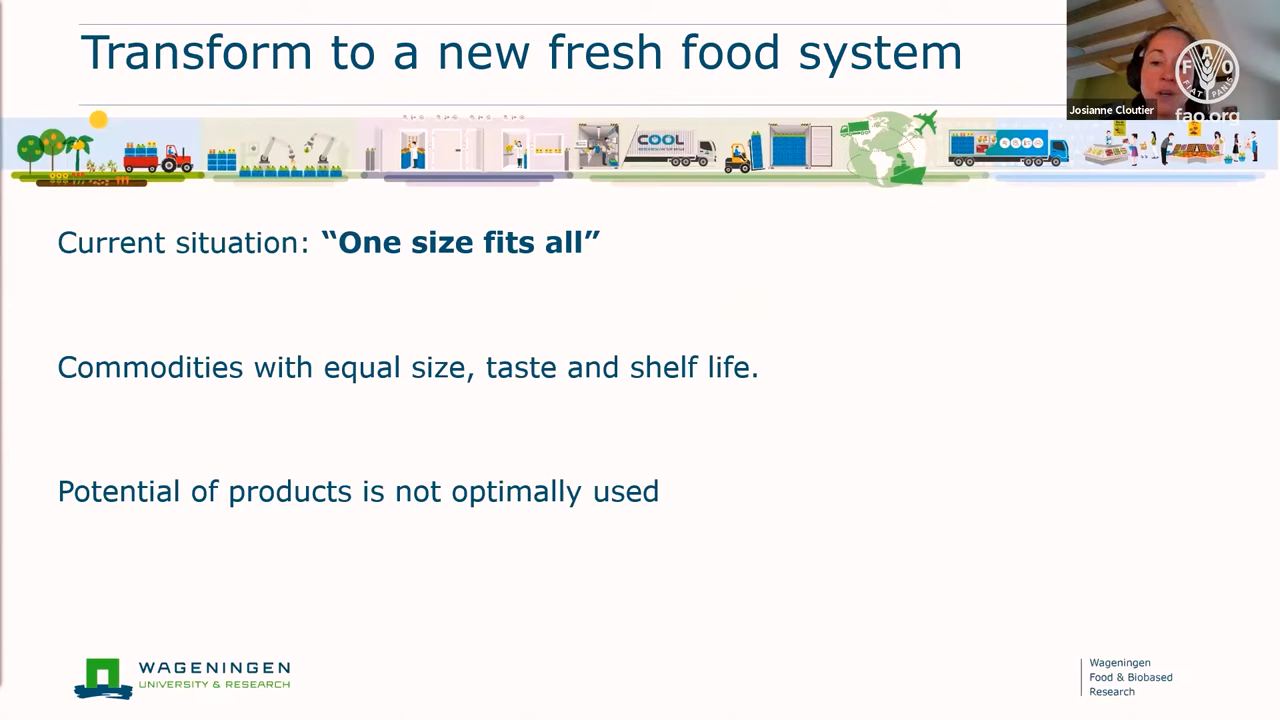 Transform to a new fresh food system
Josianne Cloutier
F A O
FIAT PANIS
fao.org
COOL
Current situation: “One size fits all”
Commodities with equal size, taste and shelf life.
Potential of products is not optimally used
WAGENINGEN
UNIVERSITY & RESEARCH
Wageningen
Food & Biobased
Research